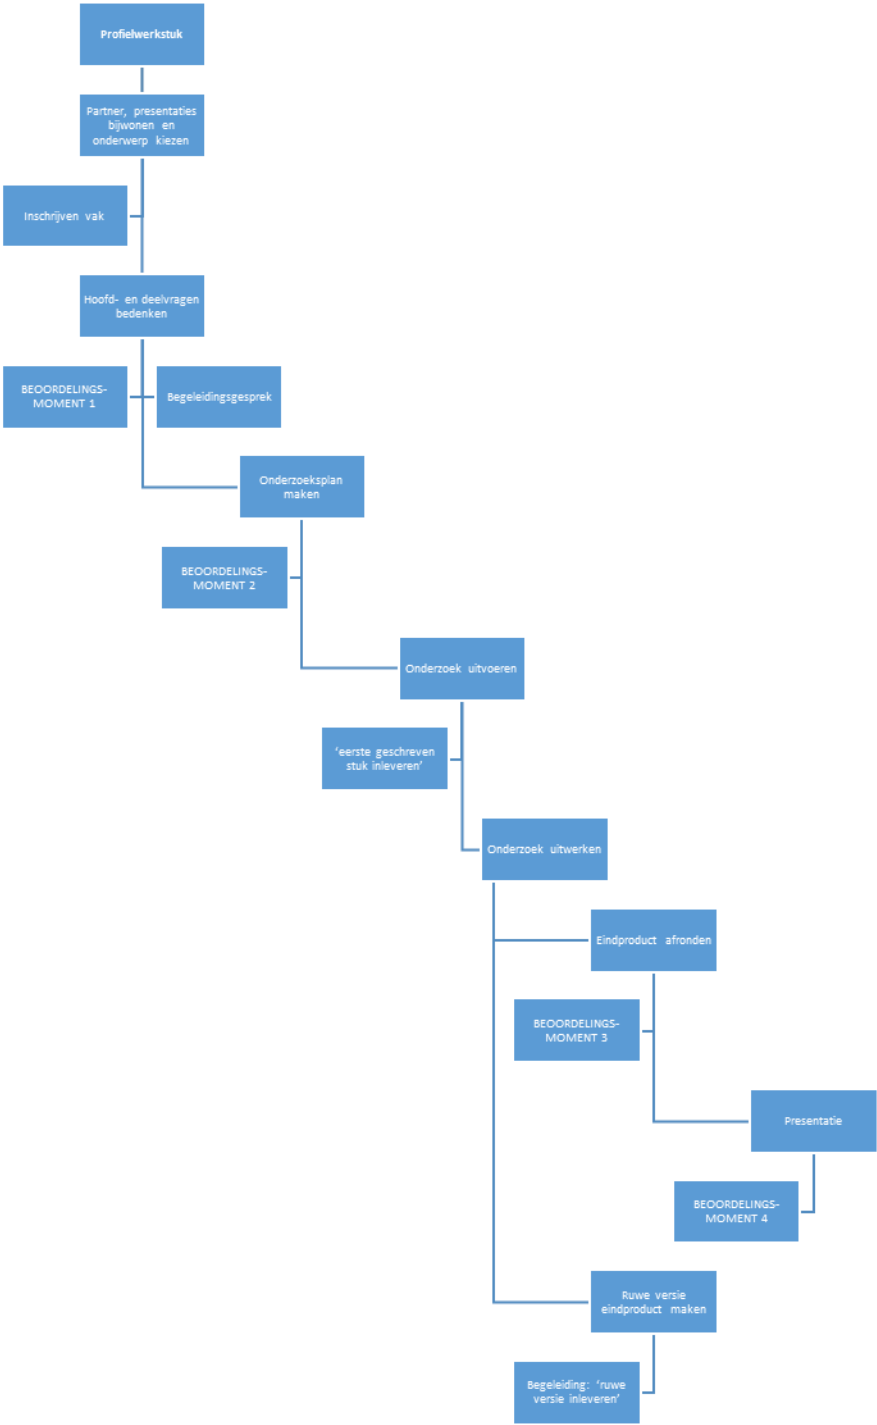 Profielwerkstuk
Partner, presentaties
bijwonen en
onderwerp kiezen
Inschrijven vak
Hoofd- en deelvragen
bedenken
BEOORDELINGS-
MOMENT 1
Begeleidingsgesprek
Onderzoeksplan
maken
BEOORDELINGS-
MOMENT 2
Onderzoek uitvoeren
‘eerste geschreven
stuk inleveren’
Onderzoek uitwerken
Eindproduct afronden
BEOORDELINGS-
MOMENT 3
Presentatie
BEOORDELINGS-
MOMENT 4
Ruwe versie
eindproduct maken
Begeleiding: ‘ruwe
versie inleveren’